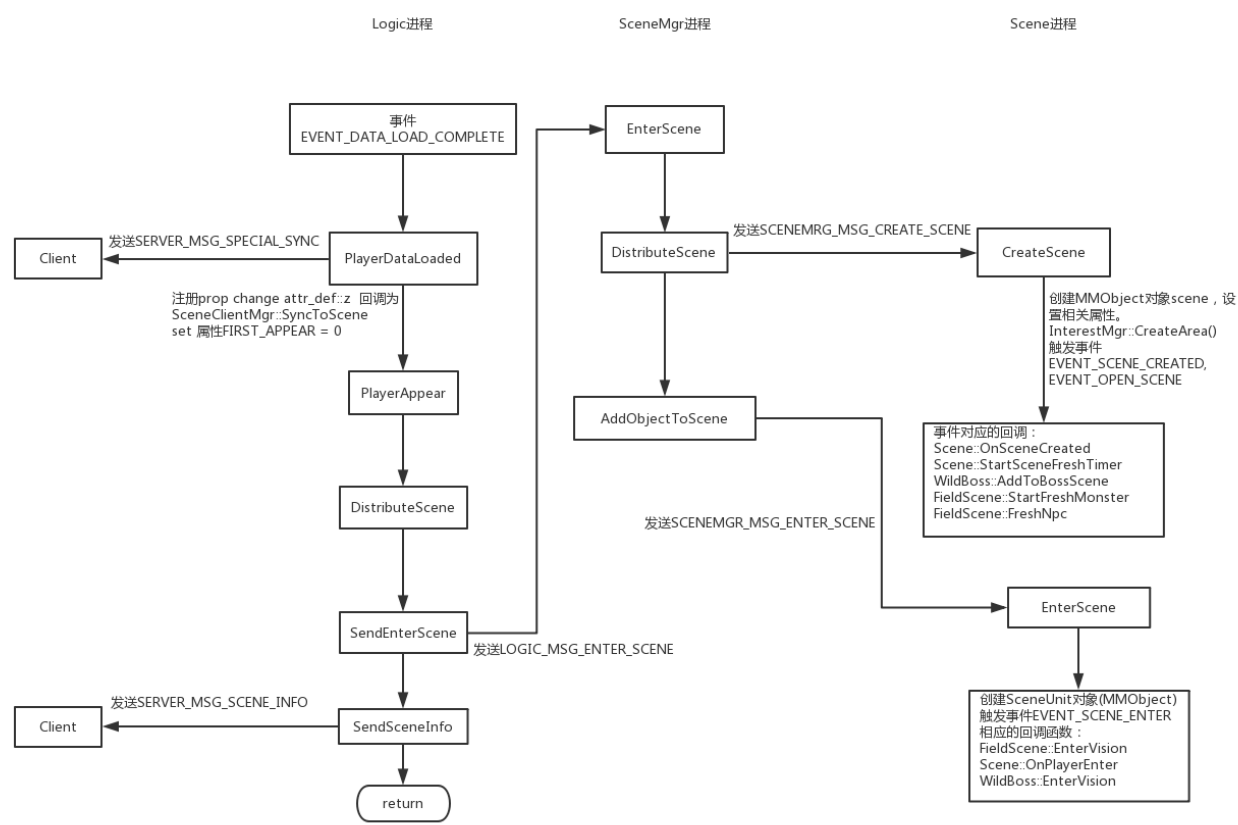 Logic进程
SceneMgr进程
Scene进程
事件
EVENT_DATA_LOAD_COMPLETE
EnterScene
Client
发送SERVER_MSG_SPECIAL_SYNC
PlayerDataLoaded
DistributeScene
发送SCENEMRG_MSG_CREATE_SCENE
CreateScene
注册prop change attr_def::z 回调为
SceneClientMgr::SyncToScene
set 属性FIRST_APPEAR = 0
创建MMObject对象scene，设
置相关属性。
InterestMgr::CreateArea()
触发事件
EVENT_SCENE_CREATED,
EVENT_OPEN_SCENE
PlayerAppear
AddObjectToScene
事件对应的回调：
Scene::OnSceneCreated
Scene::StartSceneFreshTimer
WildBoss::AddToBossScene
FieldScene::StartFreshMonster
FieldScene::FreshNpc
DistributeScene
发送SCENEMGR_MSG_ENTER_SCENE
EnterScene
SendEnterScene
发送LOGIC_MSG_ENTER_SCENE
Client
发送SERVER_MSG_SCENE_INFO
SendSceneInfo
创建SceneUnit对象(MMObject)
触发事件EVENT_SCENE_ENTER
相应的回调函数：
FieldScene::EnterVision
Scene::OnPlayerEnter
WildBoss::EnterVision
return